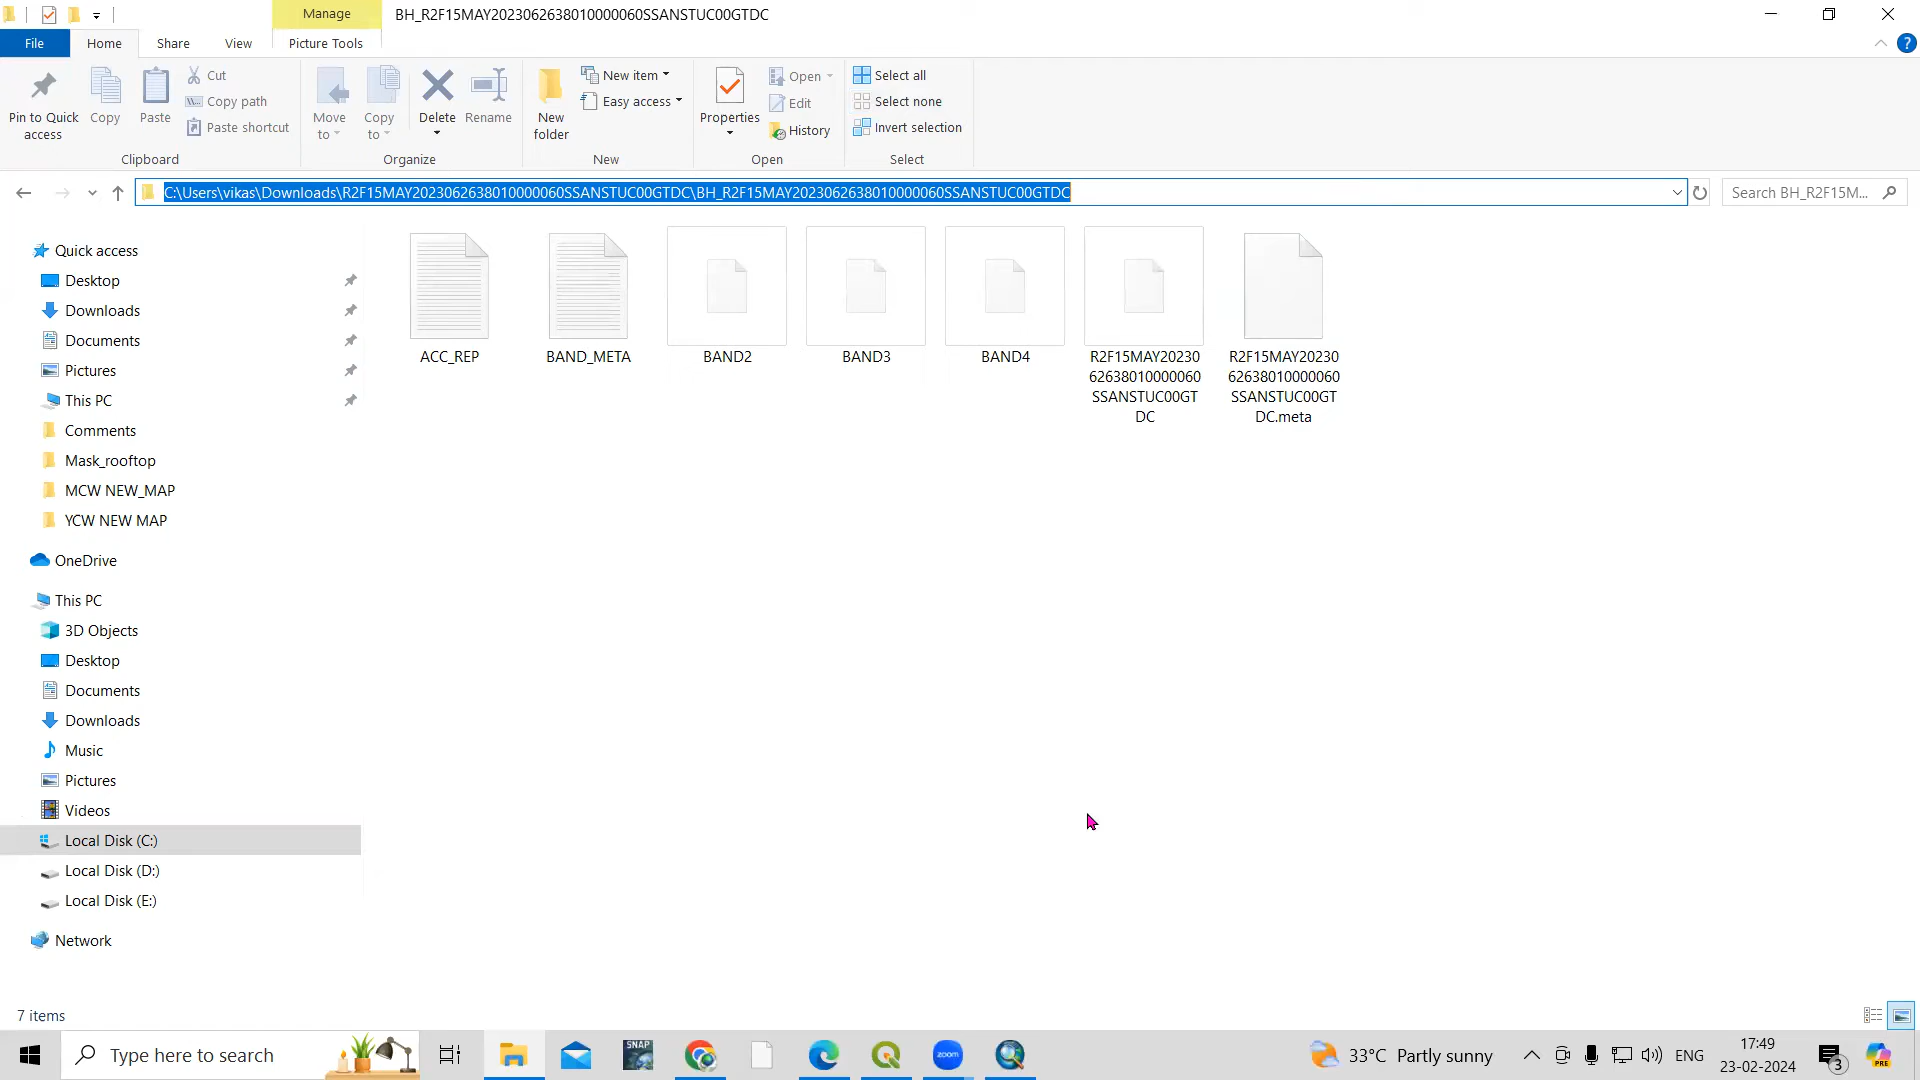 Manage
BH_R2F15MAY2023062638010000060SSANSTUC00GTDC
File
Home
Share
View
Picture Tools
Pin to Quick access
Copy
Paste
Cut
Copy path
Paste shortcut
Clipboard
Move to
Copy to
Delete
Rename
Organize
New folder
New item
Easy access
New
Properties
Open
Edit
History
Open
Select all
Select none
Invert selection
Select
C:\Users\vikas\Downloads\R2F15MAY2023062638010000060SSANSTUC00GTDC\BH_R2F15MAY2023062638010000060SSANSTUC00GTDC
Search BH_R2F15M...
Quick access
Desktop
Downloads
Documents
Pictures
This PC
Comments
Mask_rooftop
MCW NEW_MAP
YCW NEW MAP
OneDrive
This PC
3D Objects
Desktop
Documents
Downloads
Music
Pictures
Videos
Local Disk (C:)
Local Disk (D:)
Local Disk (E:)
Network
ACC_REP
BAND_META
BAND2
BAND3
BAND4
R2F15MAY20230
62638010000060
SSANSTUC00GT
DC
R2F15MAY20230
62638010000060
SSANSTUC00GT
DC.meta
7 items
Type here to search
SNAP
zoom
33°C Partly sunny
ENG
17:49
23-02-2024
3
PRE